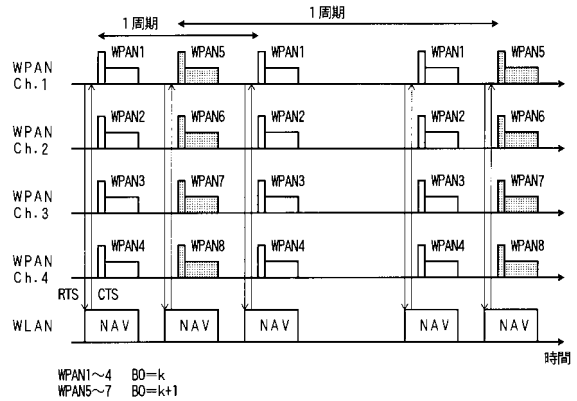 1周期
1周期
WPAN Ch.1
WPAN1 WPAN5 WPAN1 WPAN1 WPAN5
WPAN Ch.2
WPAN2 WPAN6 WPAN2 WPAN2 WPAN6
WPAN Ch.3
WPAN3 WPAN7 WPAN3 WPAN3 WPAN7
WPAN Ch.4
WPAN4 WPAN8 WPAN4 WPAN4 WPAN8
RTS CTS
WLAN NAV NAV NAV NAV NAV
時間
WPAN1～4 BO=k
WPAN5～7 BO=k+1